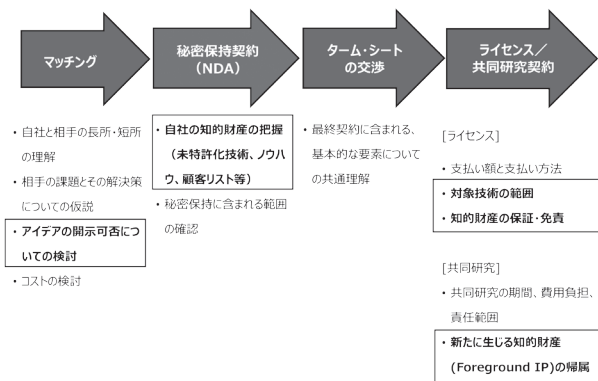 マッチング
秘密保持契約
（NDA）
ターム・シート
の交渉
ライセンス／
共同研究契約
・自社と相手の長所・短所
の理解
・相手の課題とその解決策
についての仮説
・アイデアの開示可否につ
いての検討
・コストの検討
・自社の知的財産の把握
（未特許化技術、ノウハ
ウ、顧客リスト等）
・秘密保持に含まれる範囲
の確認
・最終契約に含まれる、
基本的な要素について
の共通理解
[ライセンス]
・支払い額と支払い方法
・対象技術の範囲
・知的財産の保証・免責
[共同研究]
・共同研究の期間、費用負担、
責任範囲
・新たに生じる知的財産
(Foreground IP)の帰属